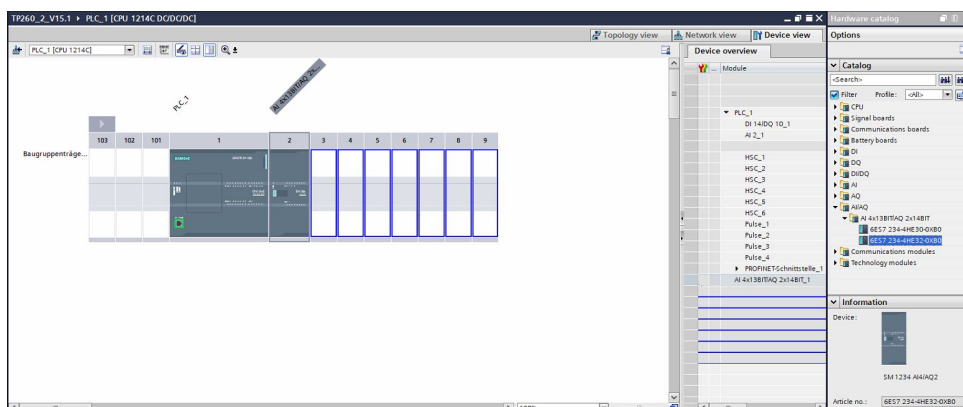 TP260_2_V15.1 ▸ PLC_1 [CPU 1214C DC/DC/DC]
Hardware catalog
Topology view
Network view
Device view
Options
PLC_1 [CPU 1214C]
Device overview
Module
Catalog
<Search>
Filter
Profile:
<All>
CPU
Signal boards
Communications boards
Battery boards
DI
DQ
DI/DQ
AI
AQ
AI/AQ
AI 4x13BIT/AQ 2x14BIT
6ES7 234-4HE30-0XB0
6ES7 234-4HE32-0XB0
Communications modules
Technology modules
PLC_1
AI 4x13BIT/AQ 2x...
103
102
101
1
2
3
4
5
6
7
8
9
Baugruppenträge...
SIEMENS
PLC_1
DI 14/DQ 10_1
AI 2_1
HSC_1
HSC_2
HSC_3
HSC_4
HSC_5
HSC_6
Pulse_1
Pulse_2
Pulse_3
Pulse_4
PROFINET-Schnittstelle_1
AI 4x13BIT/AQ 2x14BIT_1
Information
Device:
SM 1234 AI4/AQ2
Article no.:
6ES7 234-4HE32-0XB0
100%